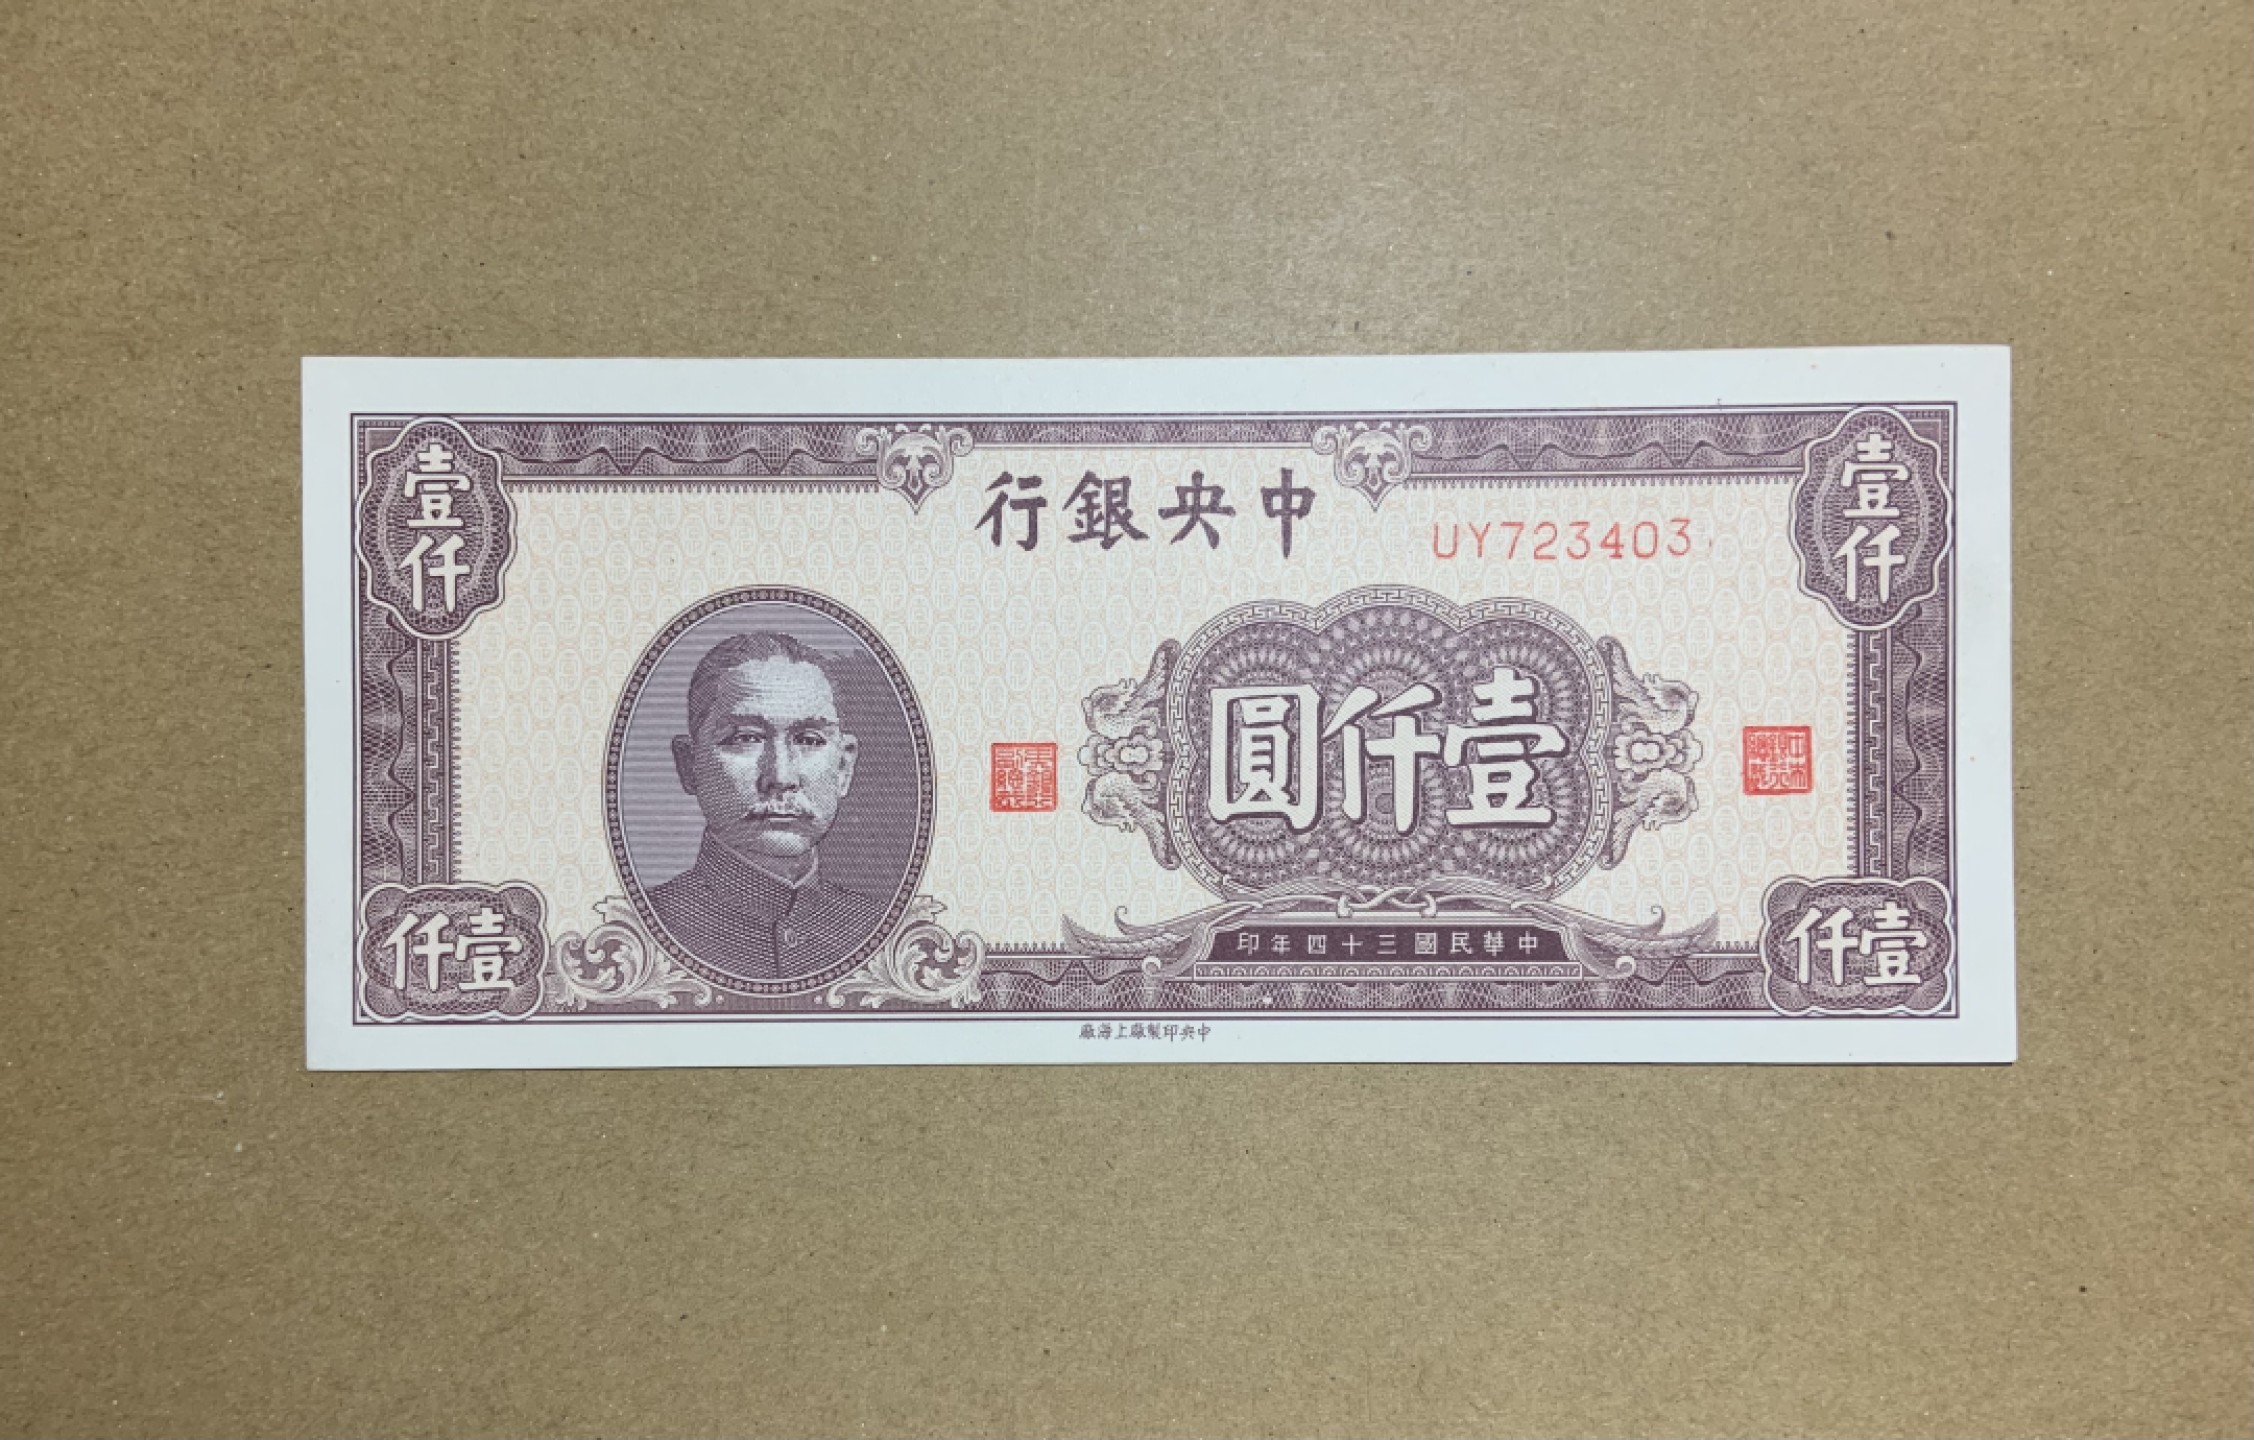 中央銀行
UY723403
壹仟
壹仟
壹仟圓
中華民國三十四年印
壹仟
壹仟
中央印製廠上海廠